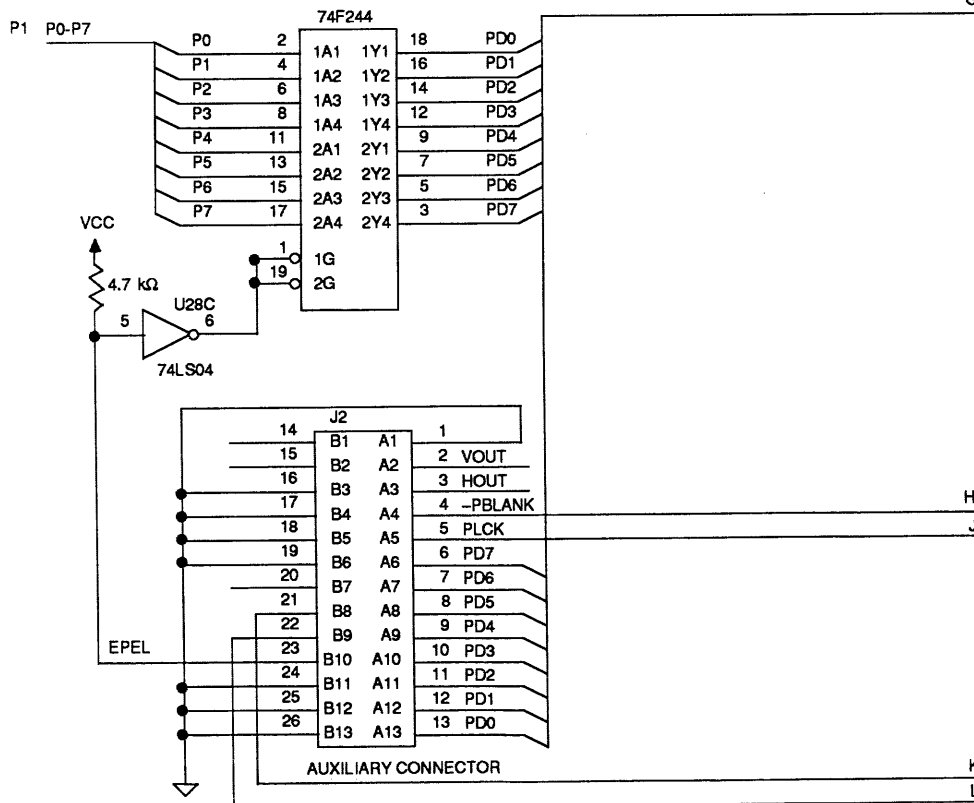 74F244
P1 P0-P7
P0 2 1A1 1Y1 18 PD0
P1 4 1A2 1Y2 16 PD1
P2 6 1A3 1Y3 14 PD2
P3 8 1A4 1Y4 12 PD3
P4 11 2A1 2Y1 9 PD4
P5 13 2A2 2Y2 7 PD5
P6 15 2A3 2Y3 5 PD6
P7 17 2A4 2Y4 3 PD7
VCC
1 1G
19 2G
4.7 kΩ
U28C
5 6
74LS04
J2
14 B1 A1 1
15 B2 A2 2 VOUT
16 B3 A3 3 HOUT
17 B4 A4 4 –PBLANK H
18 B5 A5 5 PLCK J
19 B6 A6 6 PD7
20 B7 A7 7 PD6
21 B8 A8 8 PD5
22 B9 A9 9 PD4
EPEL 23 B10 A10 10 PD3
24 B11 A11 11 PD2
25 B12 A12 12 PD1
26 B13 A13 13 PD0
AUXILIARY CONNECTOR K